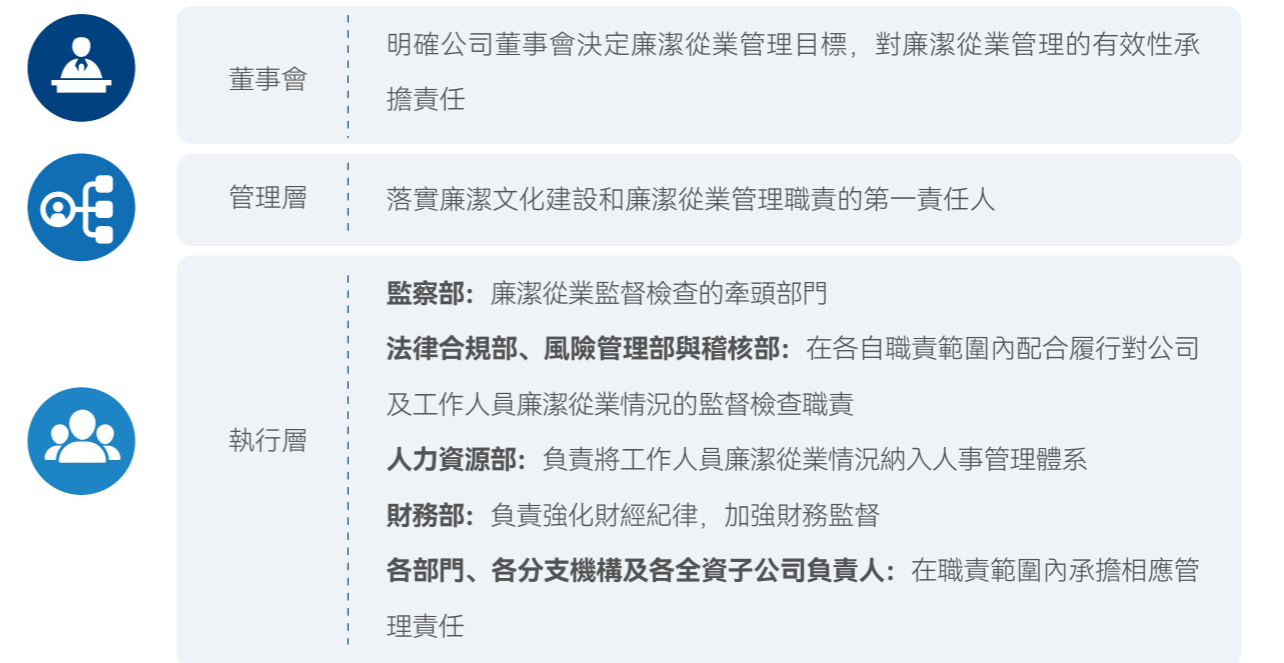 董事會
明確公司董事會決定廉潔從業管理目標，對廉潔從業管理的有效性承
擔責任
管理層
落實廉潔文化建設和廉潔從業管理職責的第一責任人
執行層
監察部：廉潔從業監督檢查的牽頭部門
法律合規部、風險管理部與稽核部：在各自職責範圍內配合履行對公司
及工作人員廉潔從業情況的監督檢查職責
人力資源部：負責將工作人員廉潔從業情況納入人事管理體系
財務部：負責強化財經紀律，加強財務監督
各部門、各分支機構及各全資子公司負責人：在職責範圍內承擔相應管
理責任